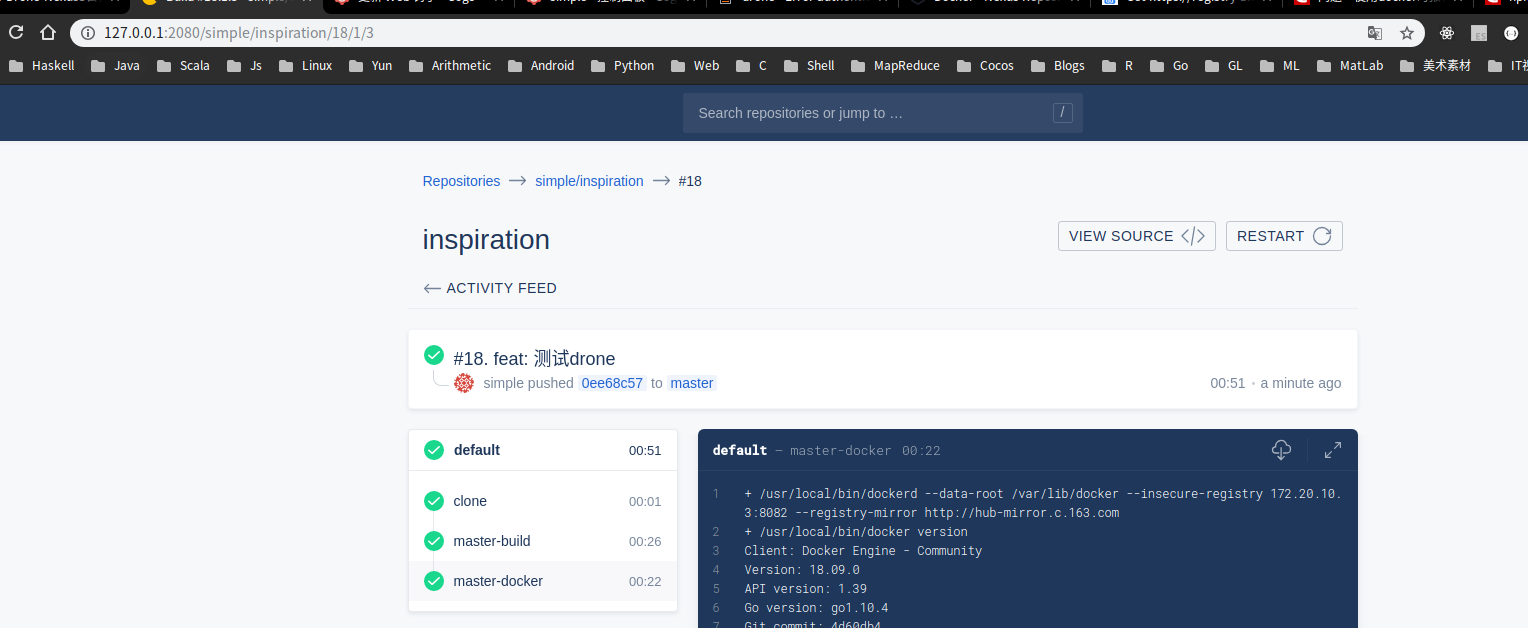 127.0.0.1:2080/simple/inspiration/18/1/3
Haskell Java Scala Js Linux Yun Arithmetic Android Python Web C Shell MapReduce Cocos Blogs R Go GL ML MatLab 美术素材
Search repositories or jump to … /
Repositories → simple/inspiration → #18
inspiration
VIEW SOURCE </> RESTART
← ACTIVITY FEED
#18. feat: 测试drone
simple pushed 0ee68c57 to master 00:51 • a minute ago
default 00:51
clone 00:01
master-build 00:26
master-docker 00:22
default — master-docker 00:22
1 + /usr/local/bin/dockerd --data-root /var/lib/docker --insecure-registry 172.20.10.
3:8082 --registry-mirror http://hub-mirror.c.163.com
2 + /usr/local/bin/docker version
3 Client: Docker Engine - Community
4 Version: 18.09.0
5 API version: 1.39
6 Go version: go1.10.4
7 Git commit: 4d60db4